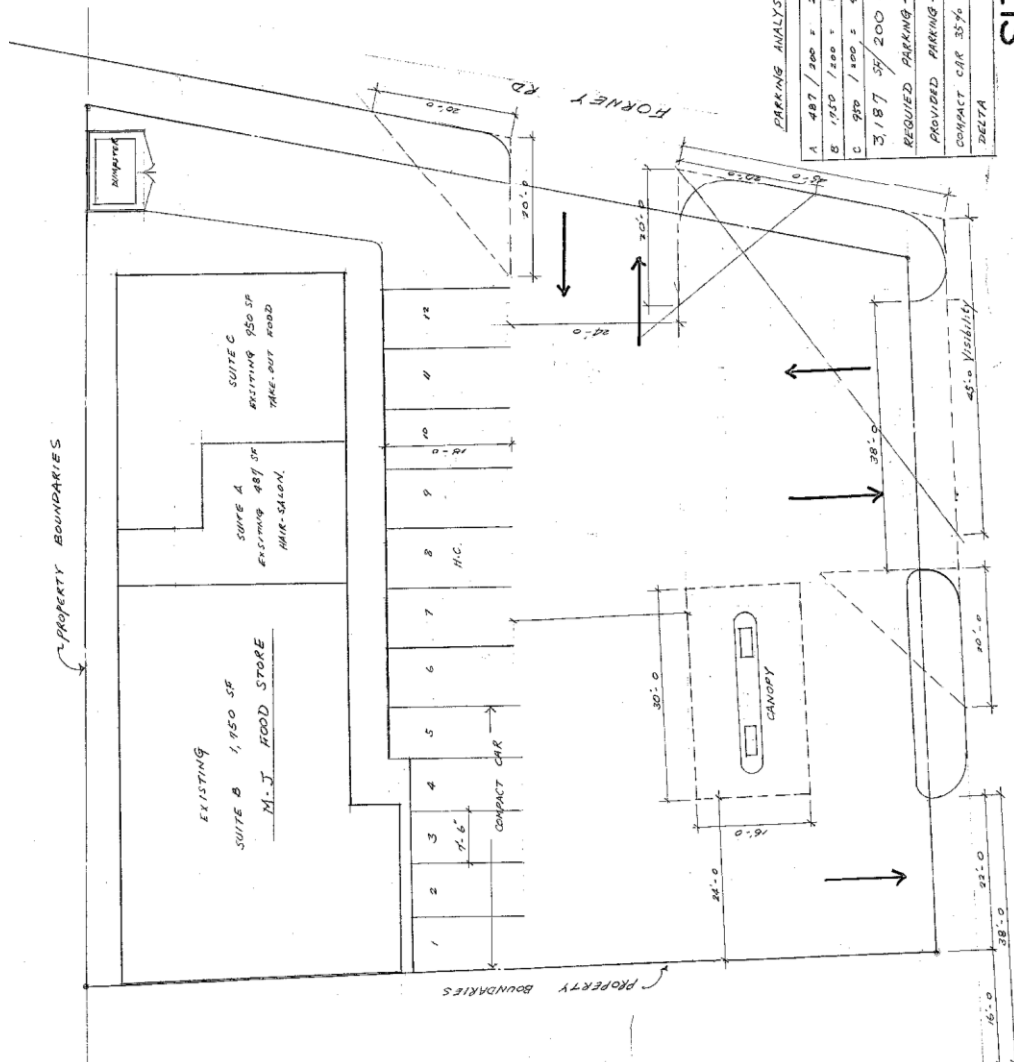 PROPERTY BOUNDARIES
DUMPSTER
EXISTING
SUITE B 1,750 SF
M-J FOOD STORE
SUITE A
EXSITING 487 SF
HAIR-SALON.
SUITE C
EXSITING 950 SF
TAKE-OUT FOOD
1
2
3
4
5
6
7
8
9
10
11
12
H.C.
7'-6"
COMPACT CAR
18'-0
FORNEY RD
20'-0
20'-0
24'-0
20'-0
20'-0
45'-0 Visibility
38'-0
30'-0
16'-0
CANOPY
24'-0
22'-0
38'-0
16'-0
PROPERTY BOUNDARIES
PARKING ANALYS
A 487 / 200 =
B 1,750 / 200 =
C 950 / 200 =
3,187 SF/200
REQUIED PARKING -
PROVIDED PARKING -
COMPACT CAR 35%
DELTA